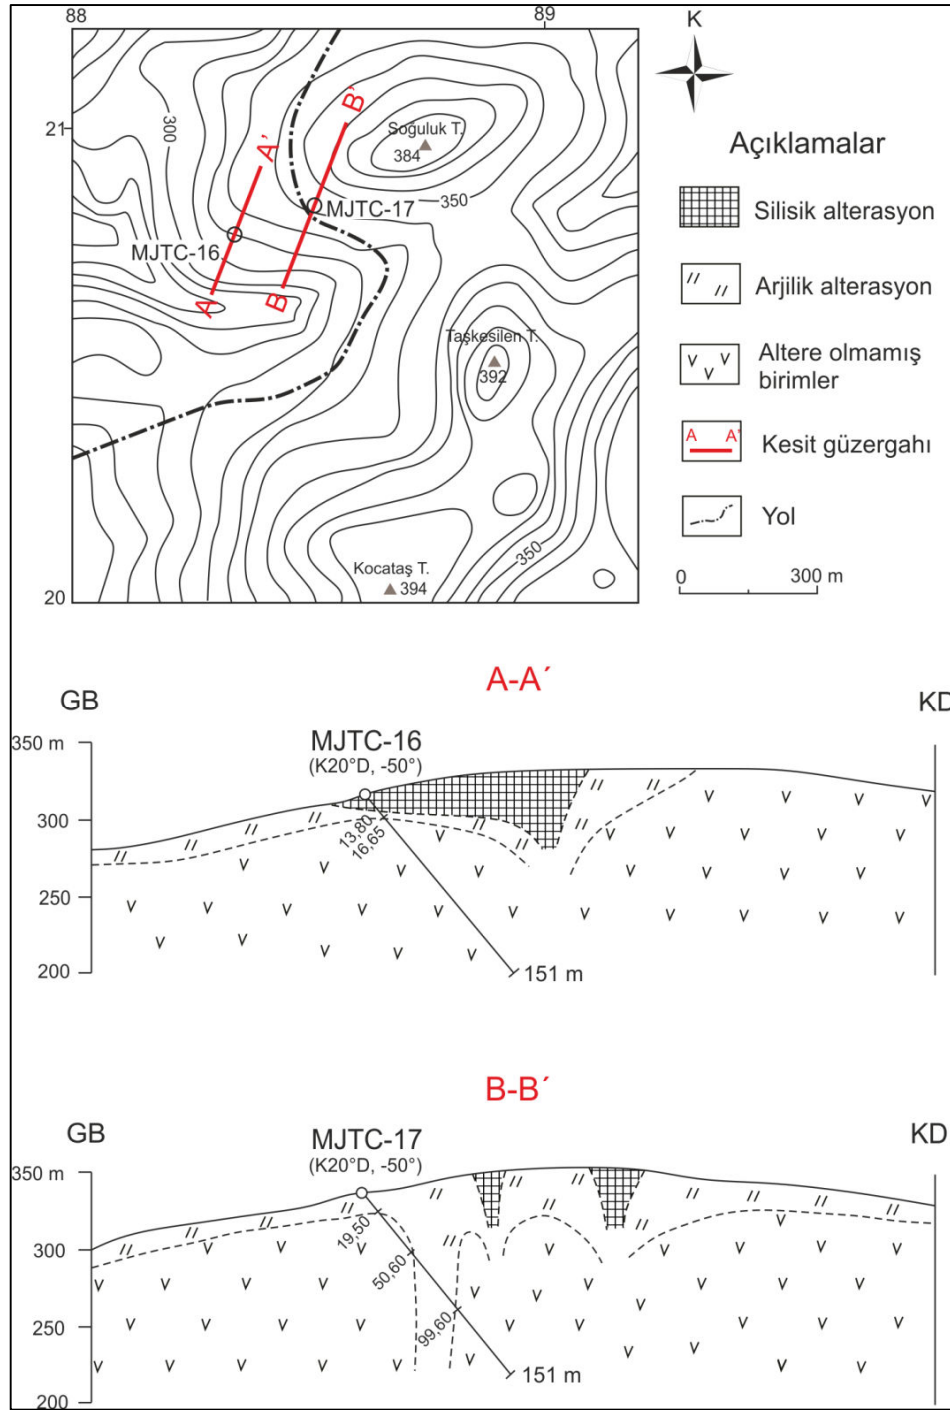 88
89
K
21
20
300
A'
B'
Soğuluk T.
384
350
MJTC-17
MJTC-16
A
B
Taşkesilen T.
392
350
Kocataş T.
394
Açıklamalar
Silisik alterasyon
Arjilik alterasyon
Altere olmamış
birimler
A A'
Kesit güzergahı
Yol
0 300 m
A-A´
GB
KD
350 m
300
250
200
MJTC-16
(K20°D, -50°)
13,80
16,65
151 m
B-B´
GB
KD
350 m
300
250
200
MJTC-17
(K20°D, -50°)
19,50
50,60
99,60
151 m